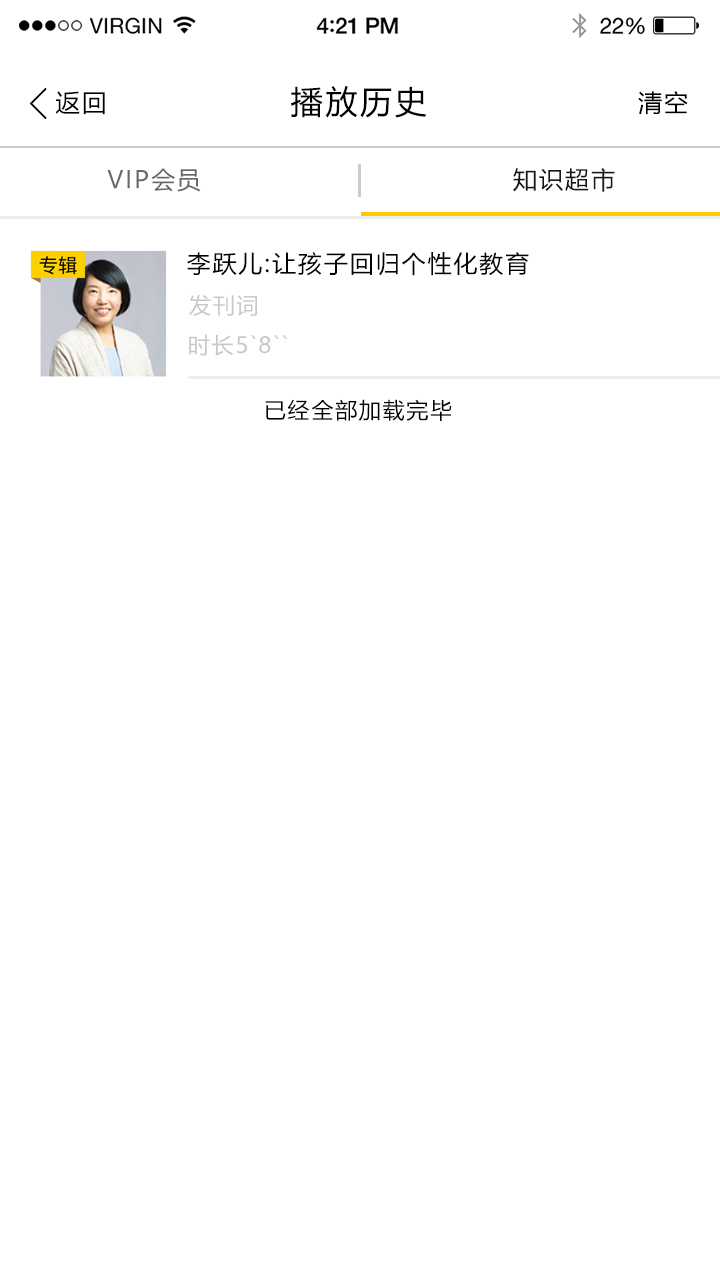 VIRGIN 4:21 PM 22%
返回 播放历史 清空
VIP会员 知识超市
专辑 李跃儿:让孩子回归个性化教育
发刊词
时长5`8``
已经全部加载完毕